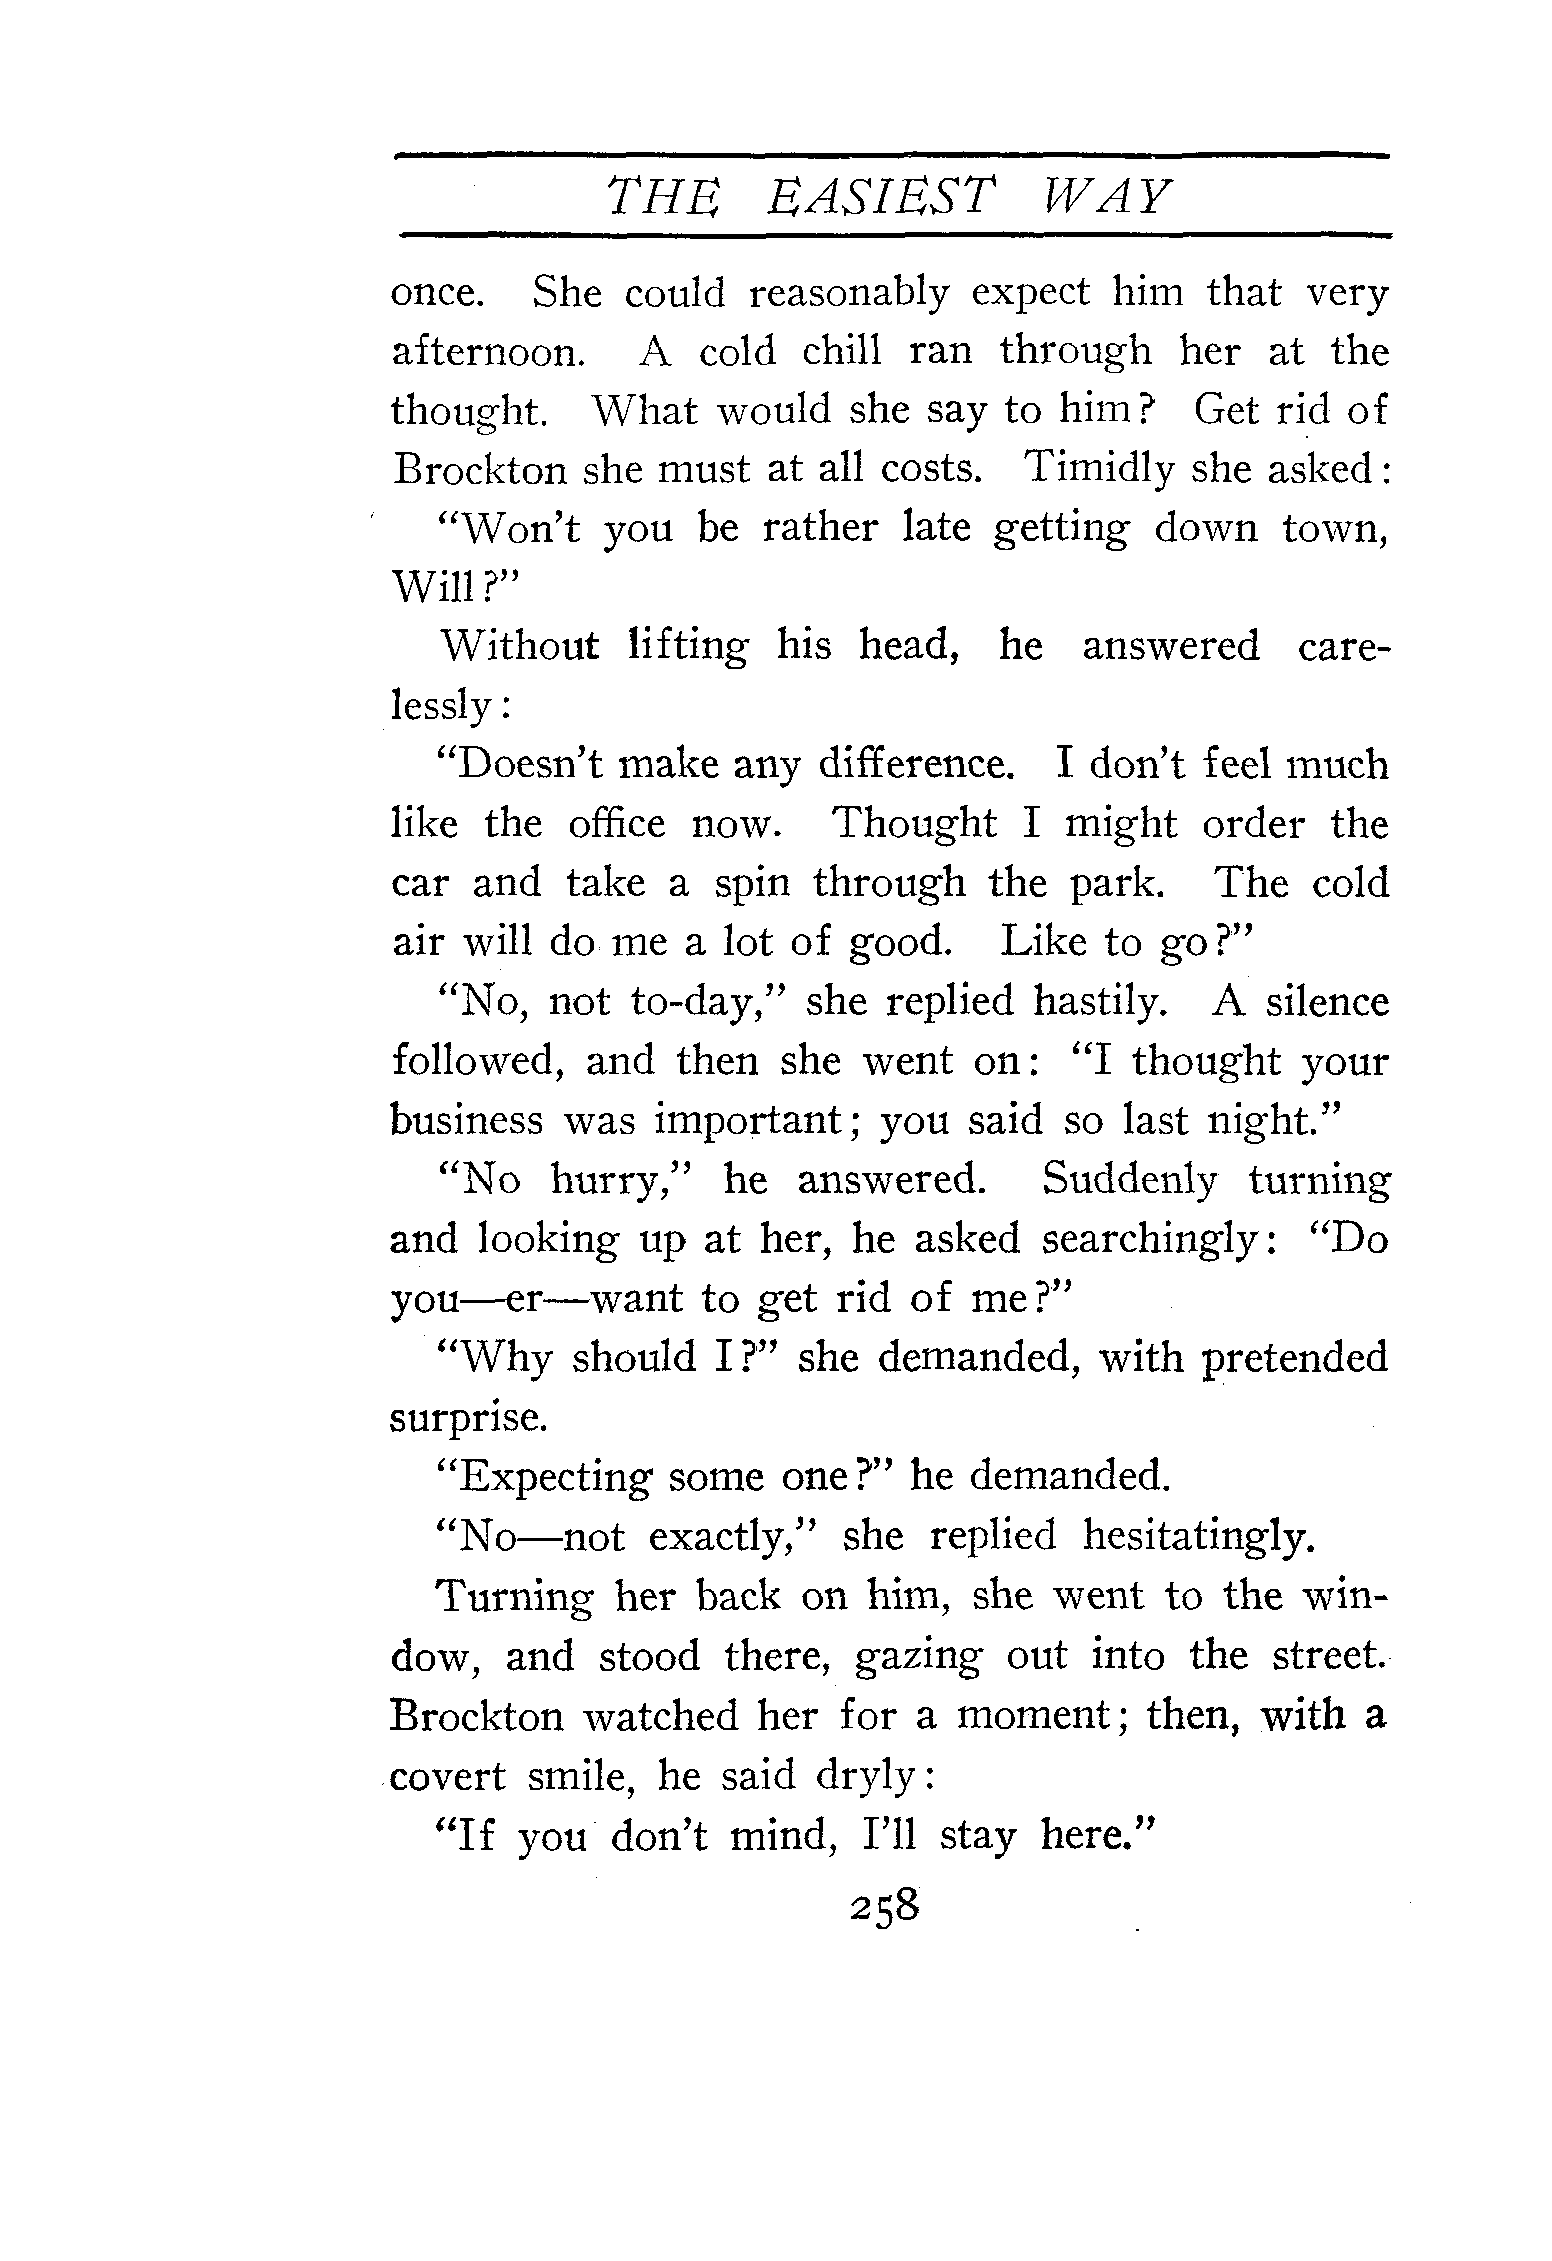 THE EASIEST WAY
once. She could reasonably expect him that very
afternoon. A cold chill ran through her at the
thought. What would she say to him? Get rid of
Brockton she must at all costs. Timidly she asked:
"Won't you be rather late getting down town,
Will?"
Without lifting his head, he answered care-
lessly:
"Doesn't make any difference. I don't feel much
like the office now. Thought I might order the
car and take a spin through the park. The cold
air will do me a lot of good. Like to go?"
"No, not to-day," she replied hastily. A silence
followed, and then she went on: "I thought your
business was important; you said so last night."
"No hurry," he answered. Suddenly turning
and looking up at her, he asked searchingly: "Do
you—er—want to get rid of me?"
"Why should I?" she demanded, with pretended
surprise.
"Expecting some one?" he demanded.
"No—not exactly," she replied hesitatingly.
Turning her back on him, she went to the win-
dow, and stood there, gazing out into the street.
Brockton watched her for a moment; then, with a
covert smile, he said dryly:
"If you don't mind, I'll stay here."
258